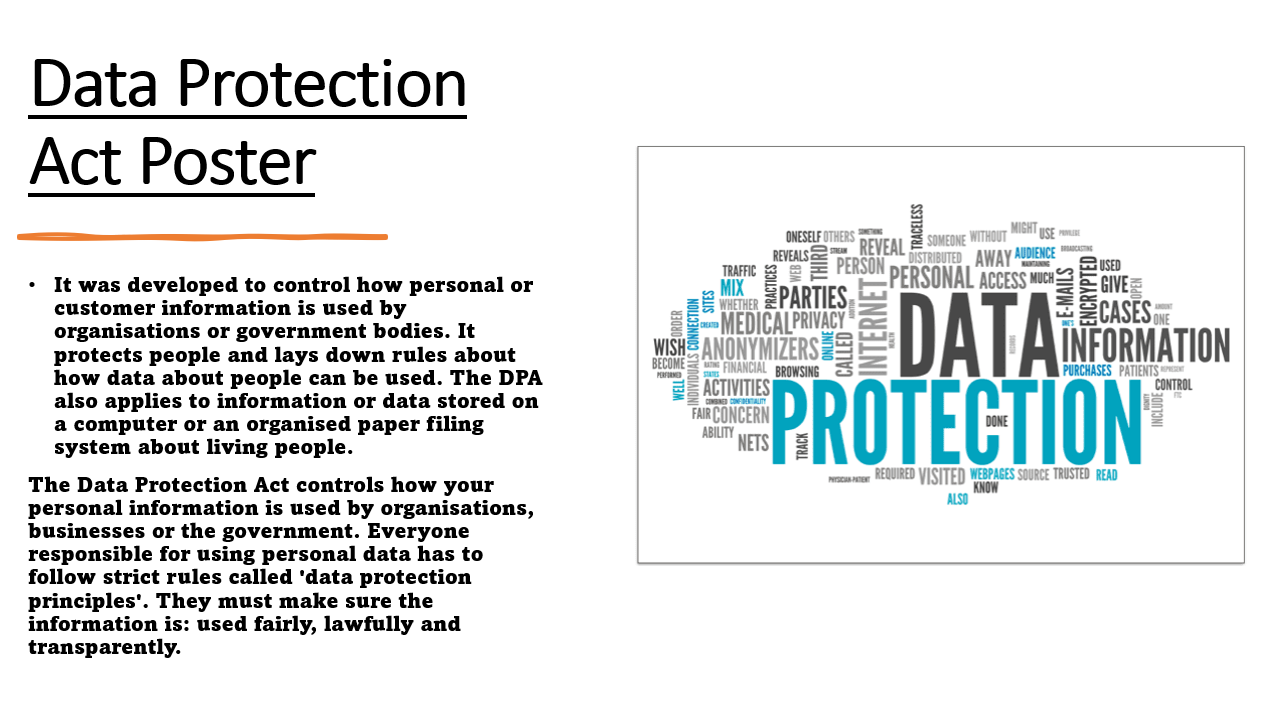 Data Protection
Act Poster
• It was developed to control how personal or
customer information is used by
organisations or government bodies. It
protects people and lays down rules about
how data about people can be used. The DPA
also applies to information or data stored on
a computer or an organised paper filing
system about living people.
The Data Protection Act controls how your
personal information is used by organisations,
businesses or the government. Everyone
responsible for using personal data has to
follow strict rules called 'data protection
principles'. They must make sure the
information is: used fairly, lawfully and
transparently.
TRACELESS
ONESELF
OTHERS
SOMETHING
REVEAL
SOMEONE
WITHOUT
MIGHT
USE
PRIVILEGE
REVEALS
THIRD
STREAM
PERSON
DISTRIBUTED
AWAY
AUDIENCE
BROADCASTING
MAINTAINING
TRAFFIC
PRACTICES
WEB
PERSONAL
ACCESS
MUCH
E-MAILS
ENCRYPTED
USED
GIVE
OPEN
MIX
SITES
PARTIES
ADDITION
INTERNET
DATA
CASES
AMOUNT
ONE
ONE'S
WHETHER
CONNECTION
ORDER
CREATED
MEDICAL
PRIVACY
ONLINE
CALLED
HEALTH
RECORDS
INFORMATION
WISH
ANONYMIZERS
BECOME
INDIVIDUALS
RATING
FINANCIAL
BROWSING
PURCHASES
PATIENTS
REPRESENT
PERFORMED
STATES
WELL
ACTIVITIES
PROTECTION
CONTROL
FTC
DIGNITY
INCLUDE
COMBINED
CONFIDENTIALITY
FAIR
CONCERN
DONE
ABILITY
NETS
TRACK
PHYSICIAN-PATIENT
REQUIRED
VISITED
WEBPAGES
SOURCE
TRUSTED
READ
KNOW
ALSO